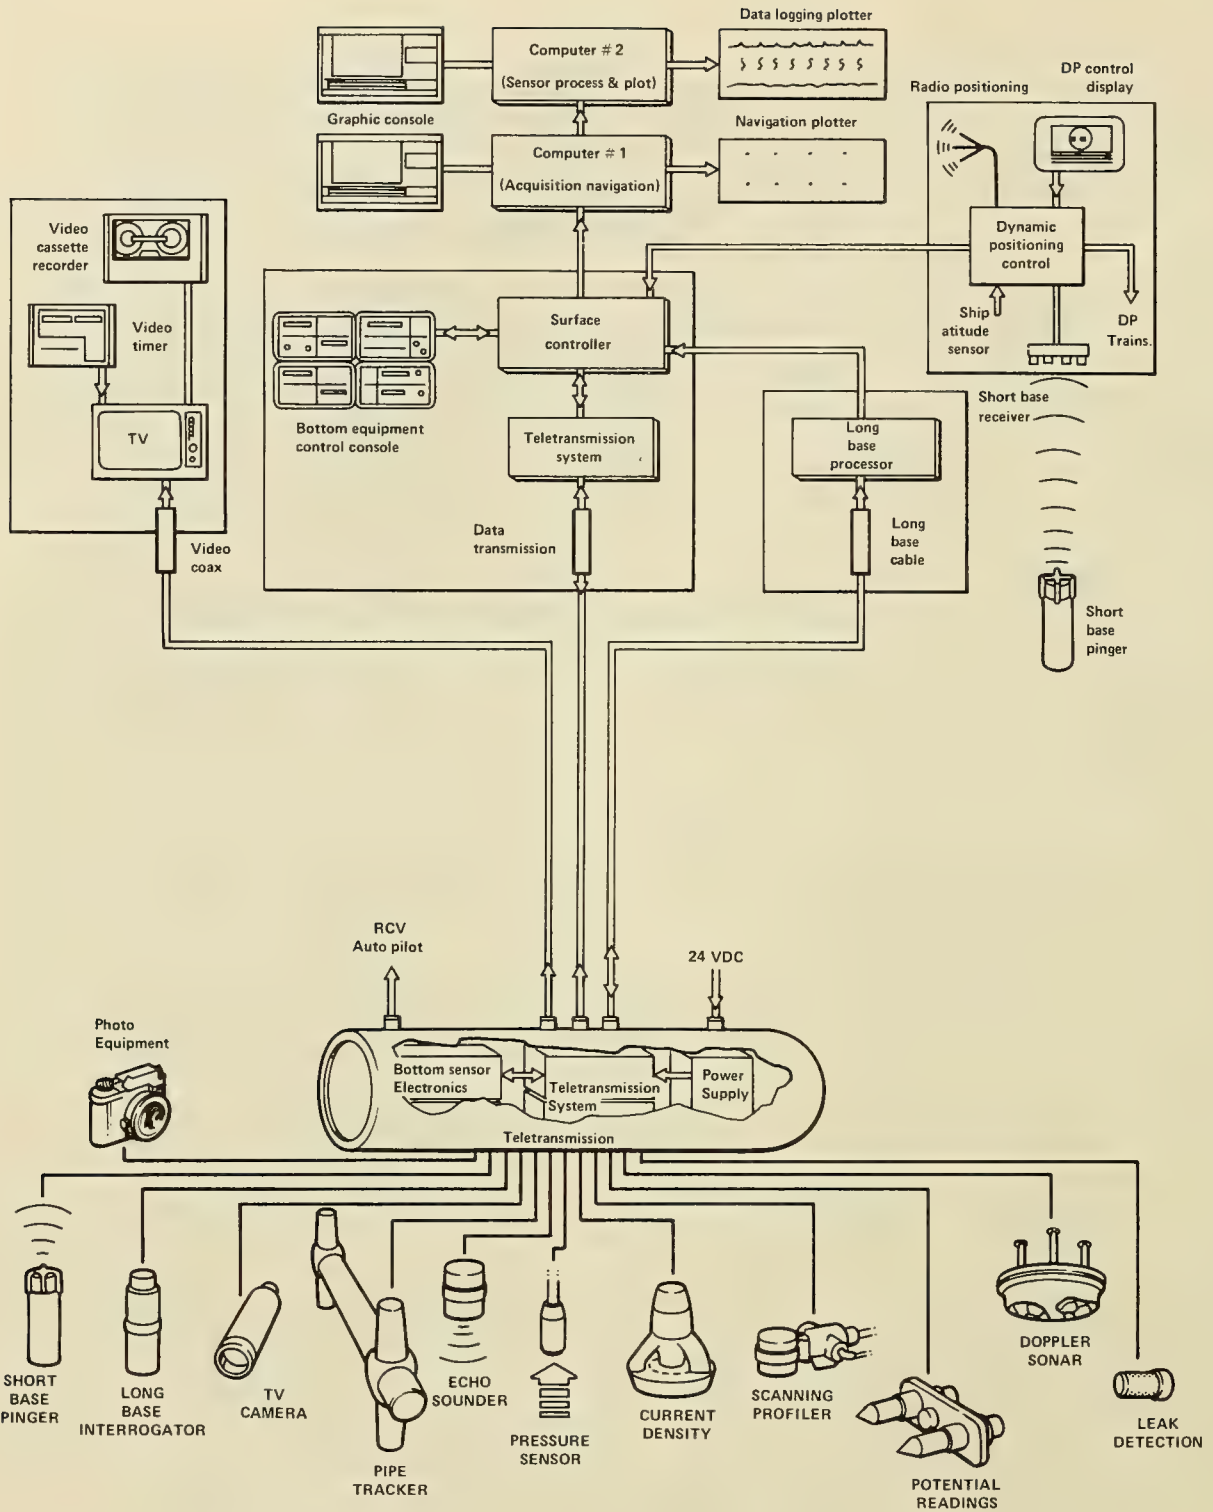 Data logging plotter
Computer # 2
(Sensor process & plot)
Graphic console
Navigation plotter
Computer # 1
(Acquisition navigation)
Radio positioning
DP control
display
Dynamic
positioning
control
Ship
atitude
sensor
DP
Trains.
Short base
receiver
Short
base
pinger
Video
cassette
recorder
Video
timer
TV
Video
coax
Surface
controller
Bottom equipment
control console
Teletransmission
system
Data
transmission
Long
base
processor
Long
base
cable
RCV
Auto pilot
24 VDC
Photo
Equipment
Bottom sensor
Electronics
Teletransmission
System
Power
Supply
Teletransmission
SHORT
BASE
PINGER
LONG
BASE
INTERROGATOR
TV
CAMERA
PIPE
TRACKER
ECHO
SOUNDER
PRESSURE
SENSOR
CURRENT
DENSITY
SCANNING
PROFILER
POTENTIAL
READINGS
DOPPLER
SONAR
LEAK
DETECTION